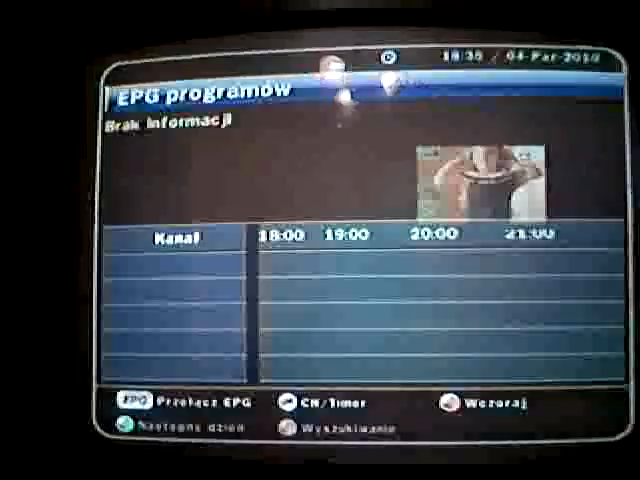 18:35 / 04-Paź-2010
EPG programów
Brak informacji
Kanał 18:00 19:00 20:00 21:00
EPG Przełącz EPG CH/Timer Wczoraj
Następny dzień Wyszukiwanie